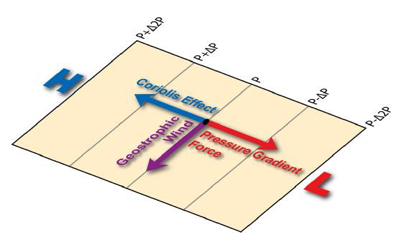 P+Δ2P
P+ΔP
P
P-ΔP
P-Δ2P
H
Coriolis Effect
Geostrophic
Wind
Pressure Gradient
Force
L